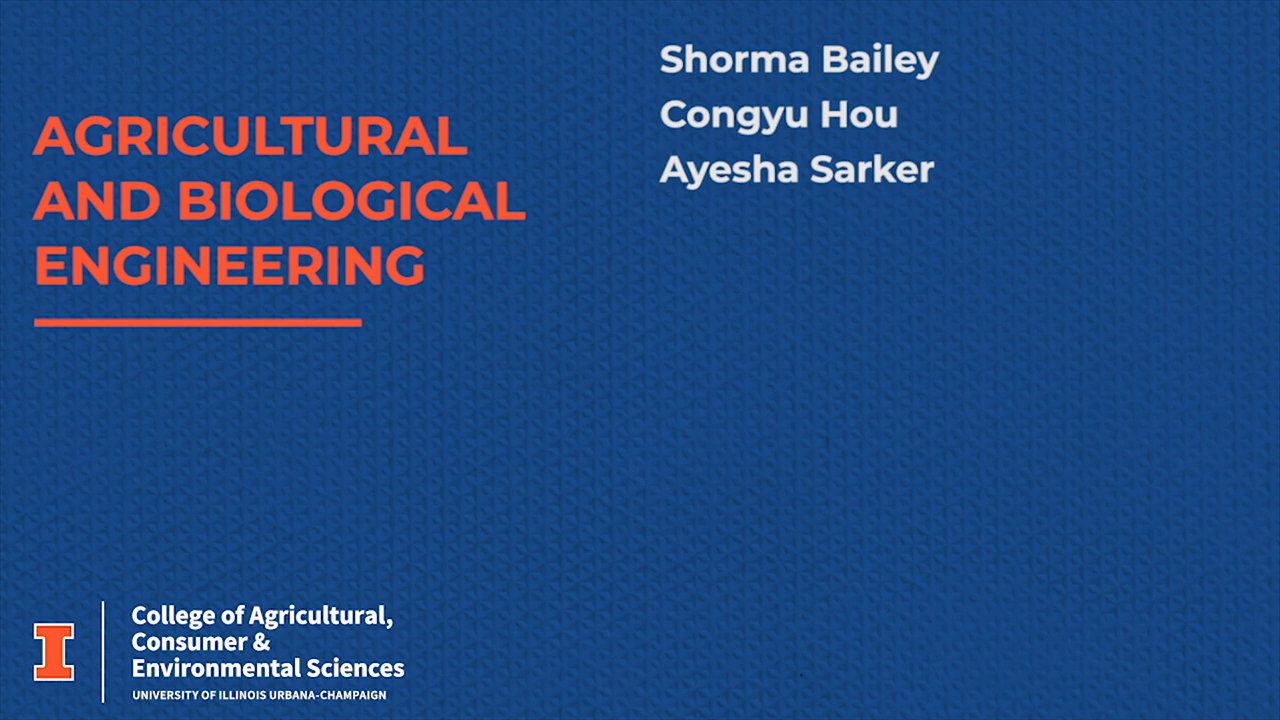 AGRICULTURAL
AND BIOLOGICAL
ENGINEERING
Shorma Bailey
Congyu Hou
Ayesha Sarker
I
College of Agricultural,
Consumer &
Environmental Sciences
UNIVERSITY OF ILLINOIS URBANA-CHAMPAIGN